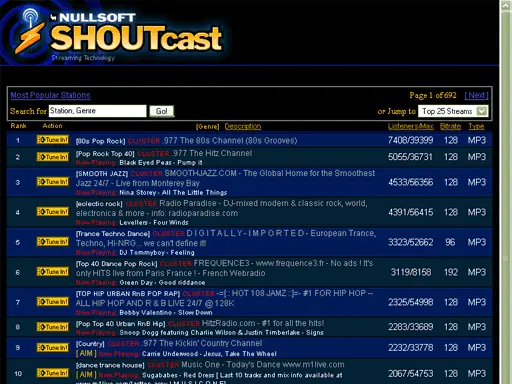 NULLSOFT
SHOUTcast
Streaming Technology
Most Popular Stations Page 1 of 692 [ Next ]
Search for Station, Genre Go! or Jump to Top 25 Streams
Rank Action [Genre] Description Listeners/Max Bitrate Type
1 Tune In! [80s Pop Rock] CLUSTER .977 The 80s Channel (80s Grooves) 7408/39399 128 MP3
2 Tune In! [Pop Rock Top 40] CLUSTER .977 The Hitz Channel 5055/36731 128 MP3
Now Playing: Black Eyed Peas - Pump it
3 Tune In! [SMOOTH JAZZ] CLUSTER SMOOTHJAZZ.COM - The Global Home for the Smoothest 4533/56356 128 MP3
Jazz 24/7 - Live from Monterey Bay
Now Playing: Nina Storey - All The Little Things
4 Tune In! [eclectic rock] CLUSTER Radio Paradise - DJ-mixed modern & classic rock, world, 4391/56415 128 MP3
electronica & more - info: radioparadise.com
Now Playing: Levellers - Four Winds
5 Tune In! [Trance Techno Dance] CLUSTER D I G I T A L L Y - I M P O R T E D - European Trance, 3323/52662 96 MP3
Techno, Hi-NRG... we can't define it!
Now Playing: DJ Tommyboy - Feeling
6 Tune In! [Top 40 Dance Pop Rock] CLUSTER FREQUENCE3 - www.frequence3.fr - No ads ! It's 3119/8158 192 MP3
only HITS live from Paris France ! - French Webradio
Now Playing: Green Day - Good riddance
7 Tune In! [TOP HIP URBAN RnB POP RAP] CLUSTER -=[:: HOT 108 JAMZ ::]=- #1 FOR HIP HOP -- 2325/54998 128 MP3
ALL HIP HOP AND R & B LIVE 24/7 @ 128K
Now Playing: Bobby Valentino - Slow Down
8 Tune In! [Pop Top 40 Urban RnB Hip] CLUSTER HitzRadio.com - #1 for all the hits! 2283/33689 128 MP3
Now Playing: Snoop Dogg featuring Charlie Wilson & Justin Timberlake - Signs
9 Tune In! [Country] CLUSTER .977 The Kickin' Country Channel 2232/33778 128 MP3
[ AIM ] Now Playing: Carrie Underwood - Jesus, Take The Wheel
10 Tune In! [dance trance house] CLUSTER Music One - Today's Dance www.m1live.com 2067/54753 128 MP3
[ AIM ] Now Playing: Sugababes - Red Dress [ Last 10 tracks and mix info available at